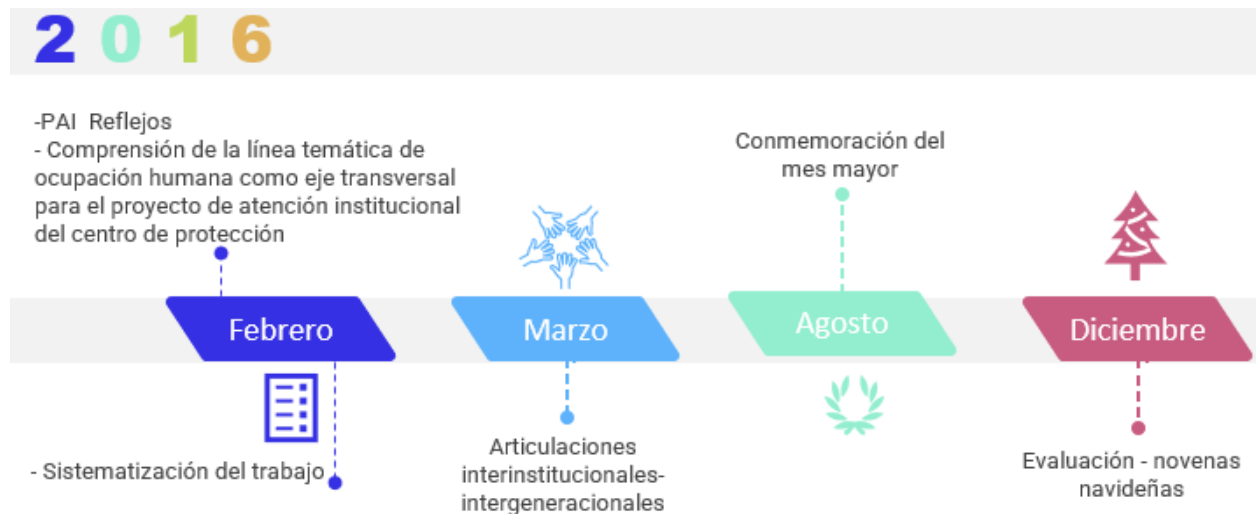 2016
-PAI Reflejos
- Comprensión de la línea temática de
ocupación humana como eje transversal
para el proyecto de atención institucional
del centro de protección
Febrero
- Sistematización del trabajo
Marzo
Articulaciones
interinstitucionales-
intergeneracionales
Conmemoración del
mes mayor
Agosto
Diciembre
Evaluación - novenas
navideñas